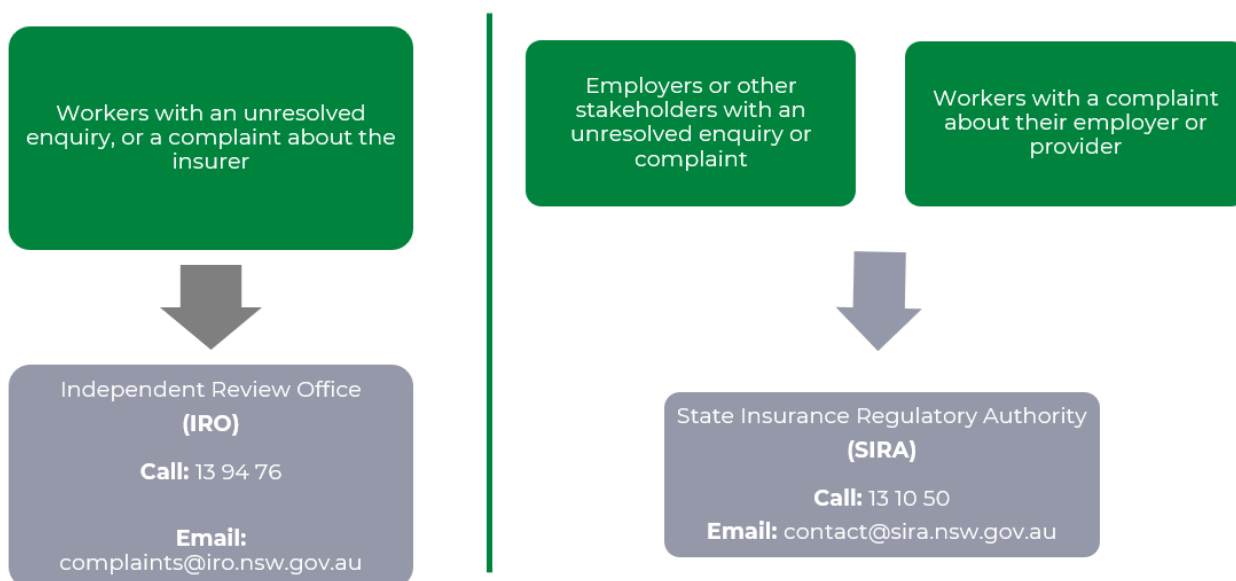 Workers with an unresolved
enquiry, or a complaint about the
insurer
Independent Review Office
(IRO)
Call: 13 94 76
Email:
complaints@iro.nsw.gov.au
Employers or other
stakeholders with an
unresolved enquiry or
complaint
Workers with a complaint
about their employer or
provider
State Insurance Regulatory Authority
(SIRA)
Call: 13 10 50
Email: contact@sira.nsw.gov.au